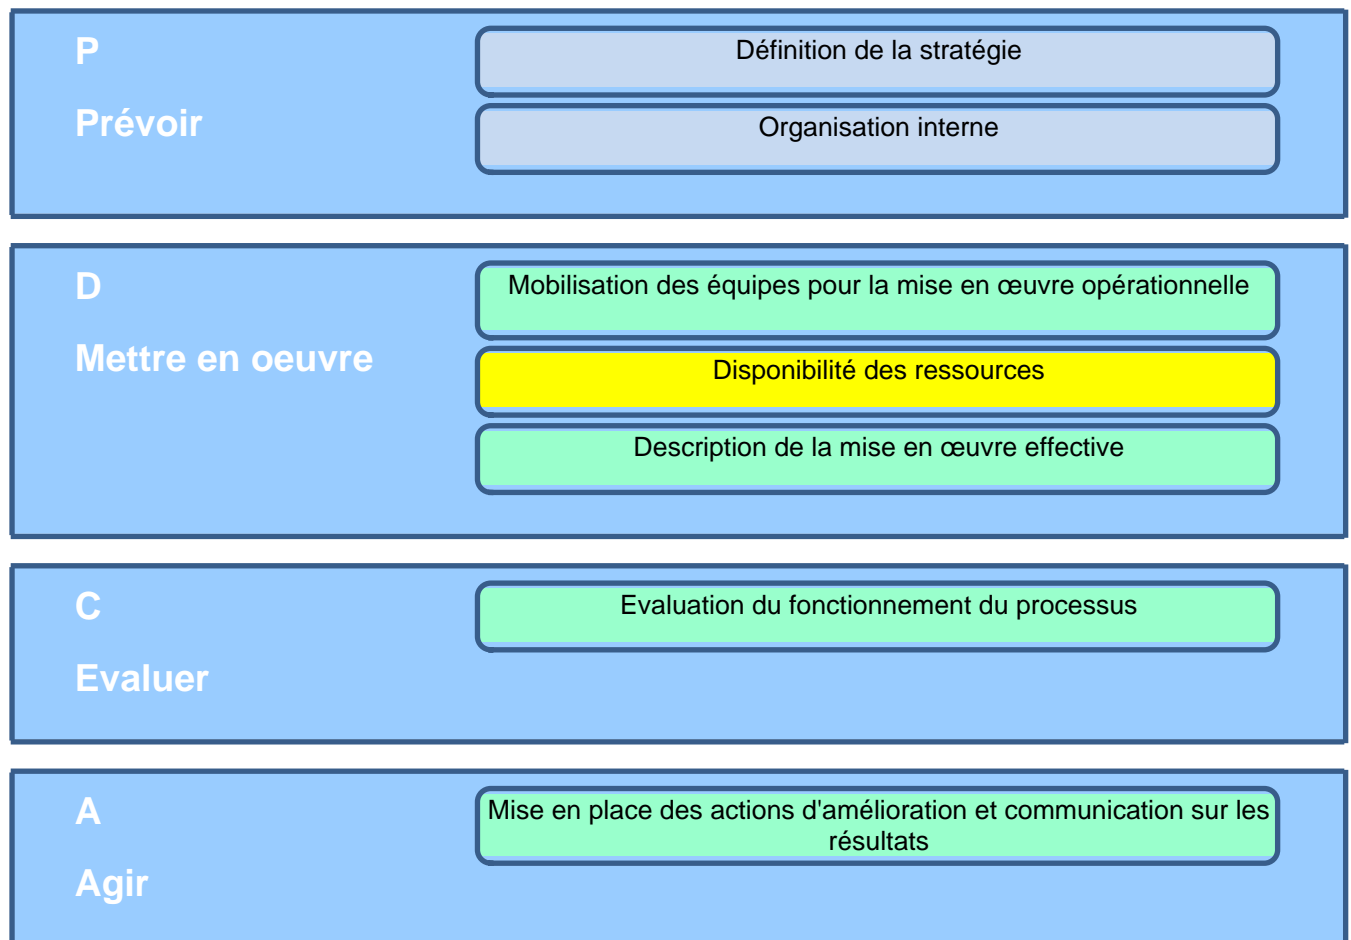 P
Prévoir
Définition de la stratégie
Organisation interne
D
Mettre en oeuvre
Mobilisation des équipes pour la mise en œuvre opérationnelle
Disponibilité des ressources
Description de la mise en œuvre effective
C
Evaluer
Evaluation du fonctionnement du processus
A
Agir
Mise en place des actions d'amélioration et communication sur les
résultats